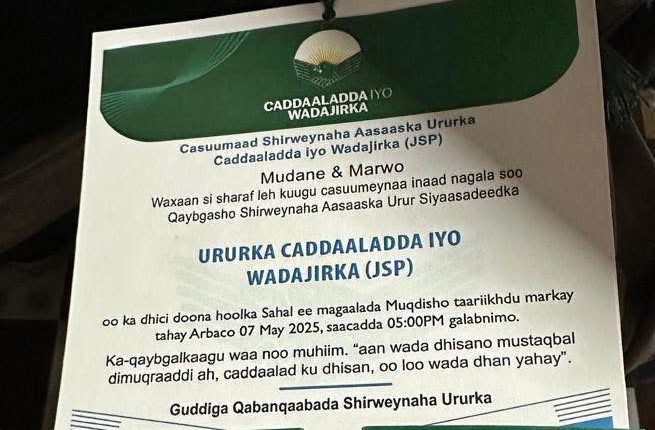 CADDAALADDA IYO
WADAJIRKA
Casuumaad Shirweynaha Aasaaska Ururka
Caddaaladda iyo Wadajirka (JSP)
Mudane & Marwo
Waxaan si sharaf leh kuugu casuumeynaa inaad nagala soo
Qaybgasho Shirweynaha Aasaaska Urur Siyaasadeedka
URURKA CADDAALADDA IYO
WADAJIRKA (JSP)
oo ka dhici doona hoolka Sahal ee magaalada Muqdisho taariikhdu markay
tahay Arbaco 07 May 2025, saacadda 05:00PM galabnimo.
Ka-qaybgalkaagu waa noo muhiim. “aan wada dhisano mustaqbal
dimuqraaddi ah, caddaalad ku dhisan, oo loo wada dhan yahay”.
Guddiga Qabanqaabada Shirweynaha Ururka